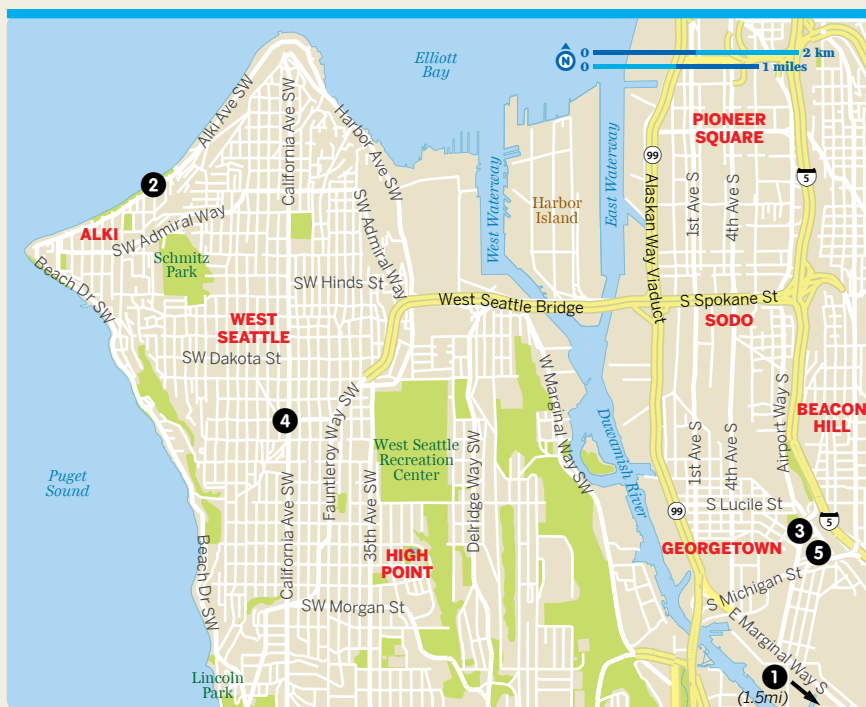 Elliott
Bay
0
2 km
N
0
1 miles
Alki Ave SW
California Ave SW
Harbor Ave SW
PIONEER
SQUARE
99
5
2
West Waterway
East Waterway
Harbor
Island
Alaskan Way Viaduct
1st Ave S
4th Ave S
ALKI
SW Admiral Way
SW Admiral Way
Schmitz
Park
Beach Dr SW
SW Hinds St
West Seattle Bridge
S Spokane St
SODO
WEST
SEATTLE
SW Dakota St
W Marginal Way SW
Airport Way S
BEACON
HILL
4
Fauntleroy Way SW
West Seattle
Recreation
Center
Duwamish River
1st Ave S
4th Ave S
Puget
Sound
California Ave SW
35th Ave SW
Delridge Way SW
S Lucile St
99
5
3
GEORGETOWN
5
Beach Dr SW
HIGH
POINT
S Michigan St
SW Morgan St
E Marginal Way S
Lincoln
Park
1
(1.5mi)